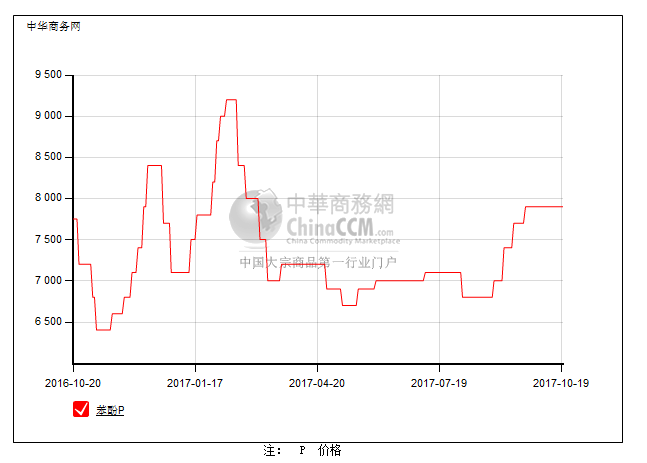 中华商务网
9 500
9 000
8 500
8 000
7 500
7 000
6 500
中華商務網
ChinaCCM.com
China Commodity Marketplace
中国大宗商品第一行业门户
2016-10-20 2017-01-17 2017-04-20 2017-07-19 2017-10-19
苯酚P
注： P 价格